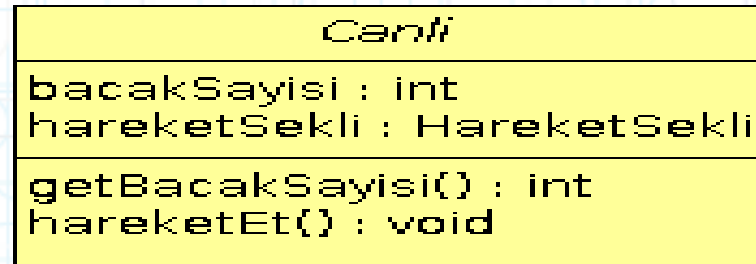 Canli
bacakSayisi : int
hareketSekli : HareketSekli
getBacakSayisi() : int
hareketEt() : void